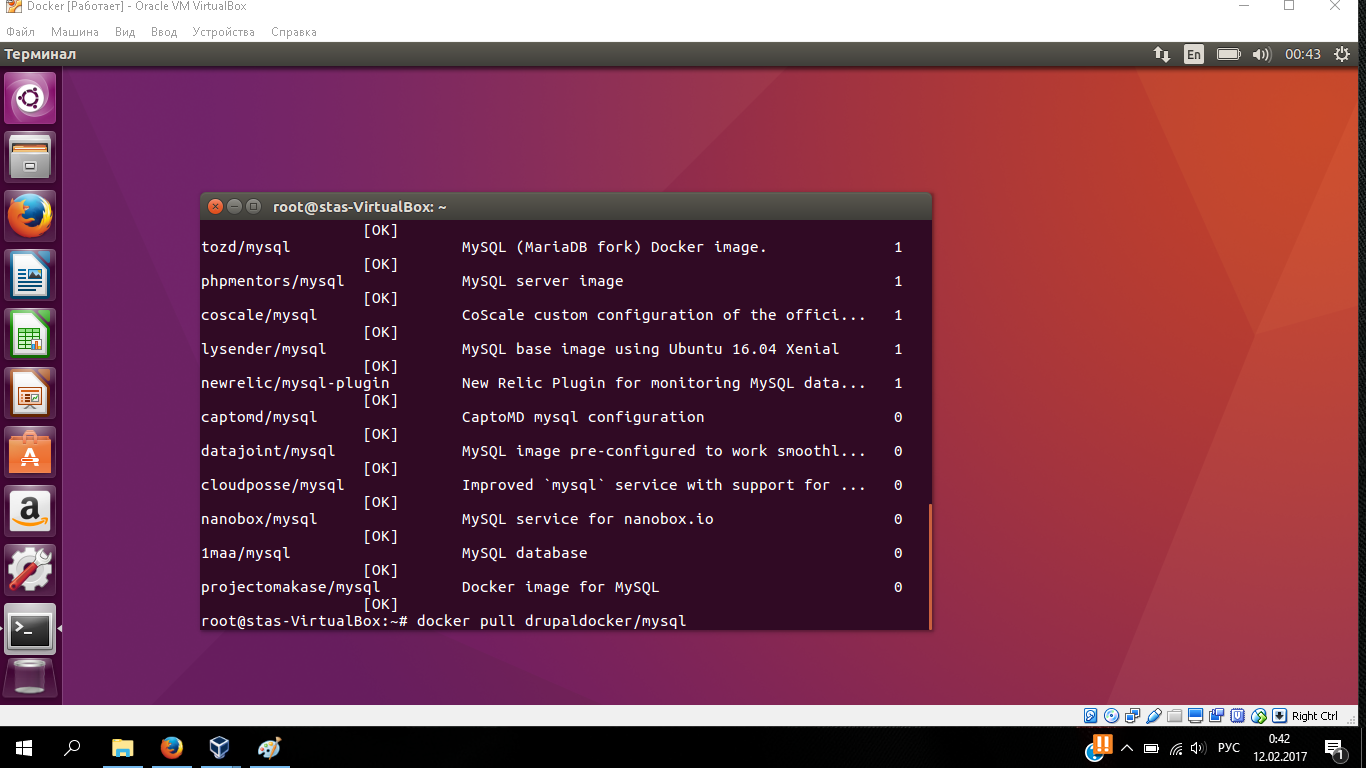 Docker [Работает] - Oracle VM VirtualBox
Файл Машина Вид Ввод Устройства Справка
Терминал En 00:43
root@stas-VirtualBox: ~
[OK]
tozd/mysql MySQL (MariaDB fork) Docker image. 1
[OK]
phpmentors/mysql MySQL server image 1
[OK]
coscale/mysql CoScale custom configuration of the offici... 1
[OK]
lysender/mysql MySQL base image using Ubuntu 16.04 Xenial 1
[OK]
newrelic/mysql-plugin New Relic Plugin for monitoring MySQL data... 1
[OK]
captomd/mysql CaptoMD mysql configuration 0
[OK]
datajoint/mysql MySQL image pre-configured to work smoothl... 0
[OK]
cloudposse/mysql Improved `mysql` service with support for ... 0
[OK]
nanobox/mysql MySQL service for nanobox.io 0
[OK]
1maa/mysql MySQL database 0
[OK]
projectomakase/mysql Docker image for MySQL 0
[OK]
root@stas-VirtualBox:~# docker pull drupaldocker/mysql
Right Ctrl
РУС
0:42
12.02.2017
1